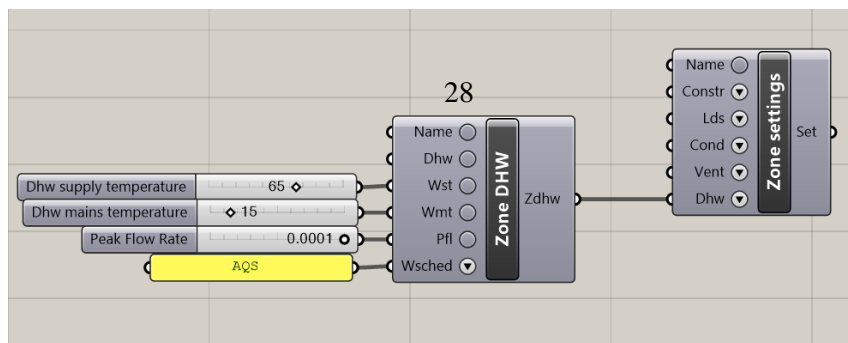 28
Name
Dhw
Wst
Wmt
Pfl
Wsched
Zone DHW
Zdhw
Dhw supply temperature 65
Dhw mains temperature 15
Peak Flow Rate 0.0001
AQS
Name
Constr
Lds
Cond
Vent
Dhw
Zone settings
Set